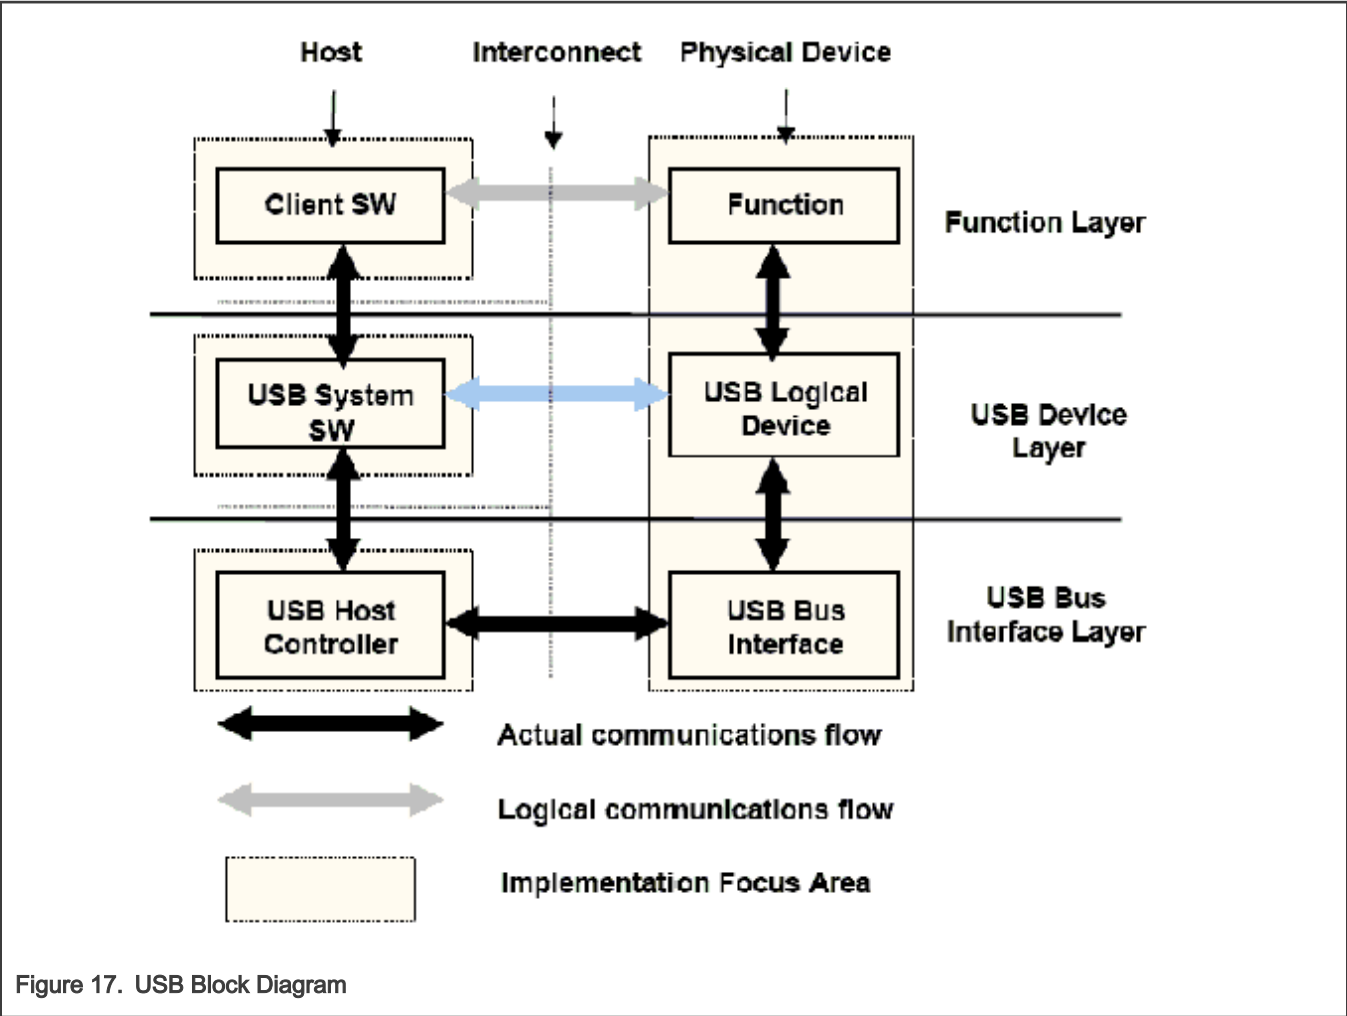 Host
Interconnect
Physical Device
Client SW
Function
Function Layer
USB System
SW
USB Logical
Device
USB Device
Layer
USB Host
Controller
USB Bus
Interface
USB Bus
Interface Layer
Actual communications flow
Logical communications flow
Implementation Focus Area
Figure 17. USB Block Diagram